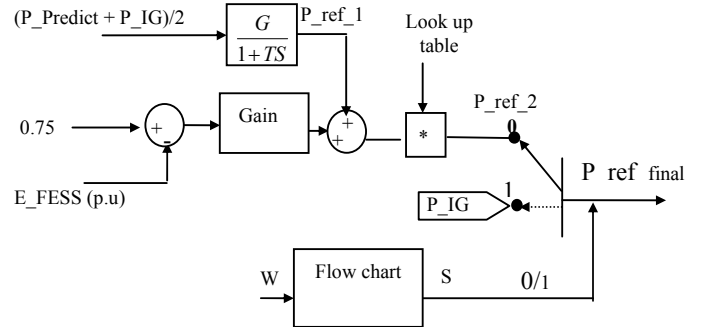 (P_Predict + P_IG)/2
G
1+TS
P_ref_1
Look up
table
0.75
+
-
Gain
+
+
*
P_ref_2
0
E_FESS (p.u)
P_IG
1
P ref final
W
Flow chart
S
0/1